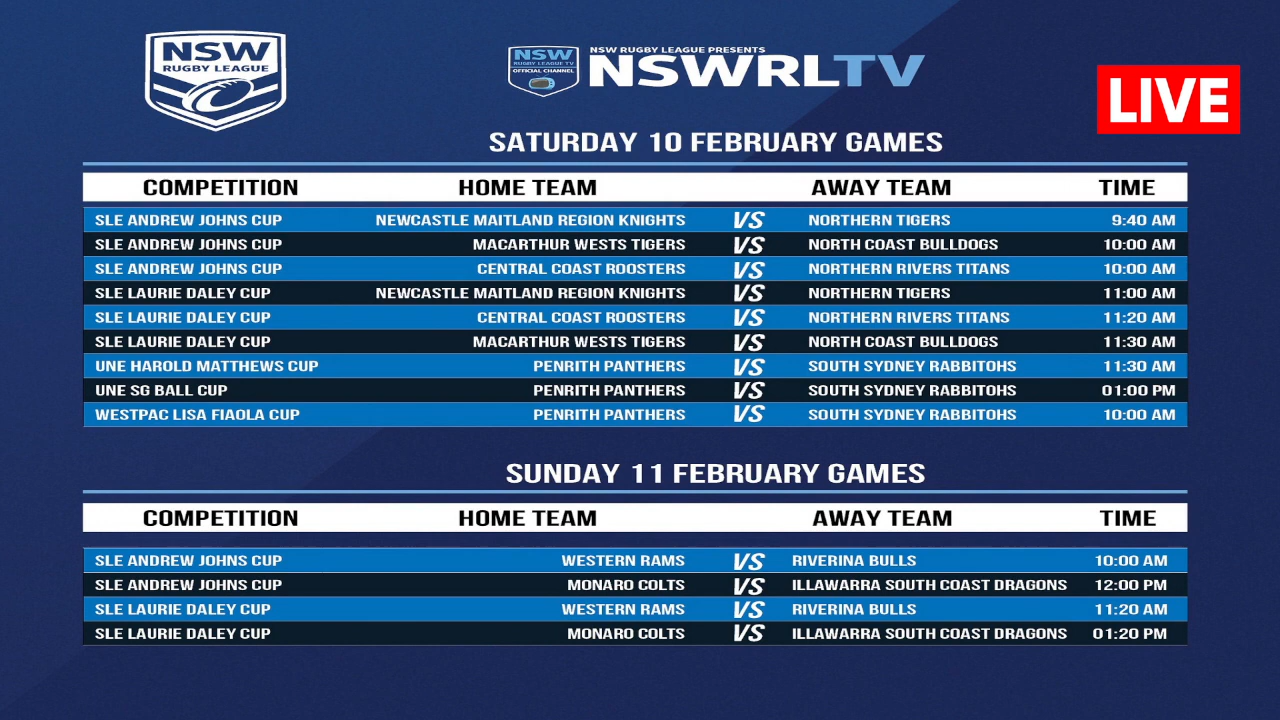 NSW
RUGBY LEAGUE
NSW
RUGBY LEAGUE TV
OFFICIAL CHANNEL
NSW RUGBY LEAGUE PRESENTS
NSWRLTV
LIVE
SATURDAY 10 FEBRUARY GAMES
COMPETITION HOME TEAM AWAY TEAM TIME
SLE ANDREW JOHNS CUP NEWCASTLE MAITLAND REGION KNIGHTS VS NORTHERN TIGERS 9:40 AM
SLE ANDREW JOHNS CUP MACARTHUR WESTS TIGERS VS NORTH COAST BULLDOGS 10:00 AM
SLE ANDREW JOHNS CUP CENTRAL COAST ROOSTERS VS NORTHERN RIVERS TITANS 10:00 AM
SLE LAURIE DALEY CUP NEWCASTLE MAITLAND REGION KNIGHTS VS NORTHERN TIGERS 11:00 AM
SLE LAURIE DALEY CUP CENTRAL COAST ROOSTERS VS NORTHERN RIVERS TITANS 11:20 AM
SLE LAURIE DALEY CUP MACARTHUR WESTS TIGERS VS NORTH COAST BULLDOGS 11:30 AM
UNE HAROLD MATTHEWS CUP PENRITH PANTHERS VS SOUTH SYDNEY RABBITOHS 11:30 AM
UNE SG BALL CUP PENRITH PANTHERS VS SOUTH SYDNEY RABBITOHS 01:00 PM
WESTPAC LISA FIAOLA CUP PENRITH PANTHERS VS SOUTH SYDNEY RABBITOHS 10:00 AM
SUNDAY 11 FEBRUARY GAMES
COMPETITION HOME TEAM AWAY TEAM TIME
SLE ANDREW JOHNS CUP WESTERN RAMS VS RIVERINA BULLS 10:00 AM
SLE ANDREW JOHNS CUP MONARO COLTS VS ILLAWARRA SOUTH COAST DRAGONS 12:00 PM
SLE LAURIE DALEY CUP WESTERN RAMS VS RIVERINA BULLS 11:20 AM
SLE LAURIE DALEY CUP MONARO COLTS VS ILLAWARRA SOUTH COAST DRAGONS 01:20 PM